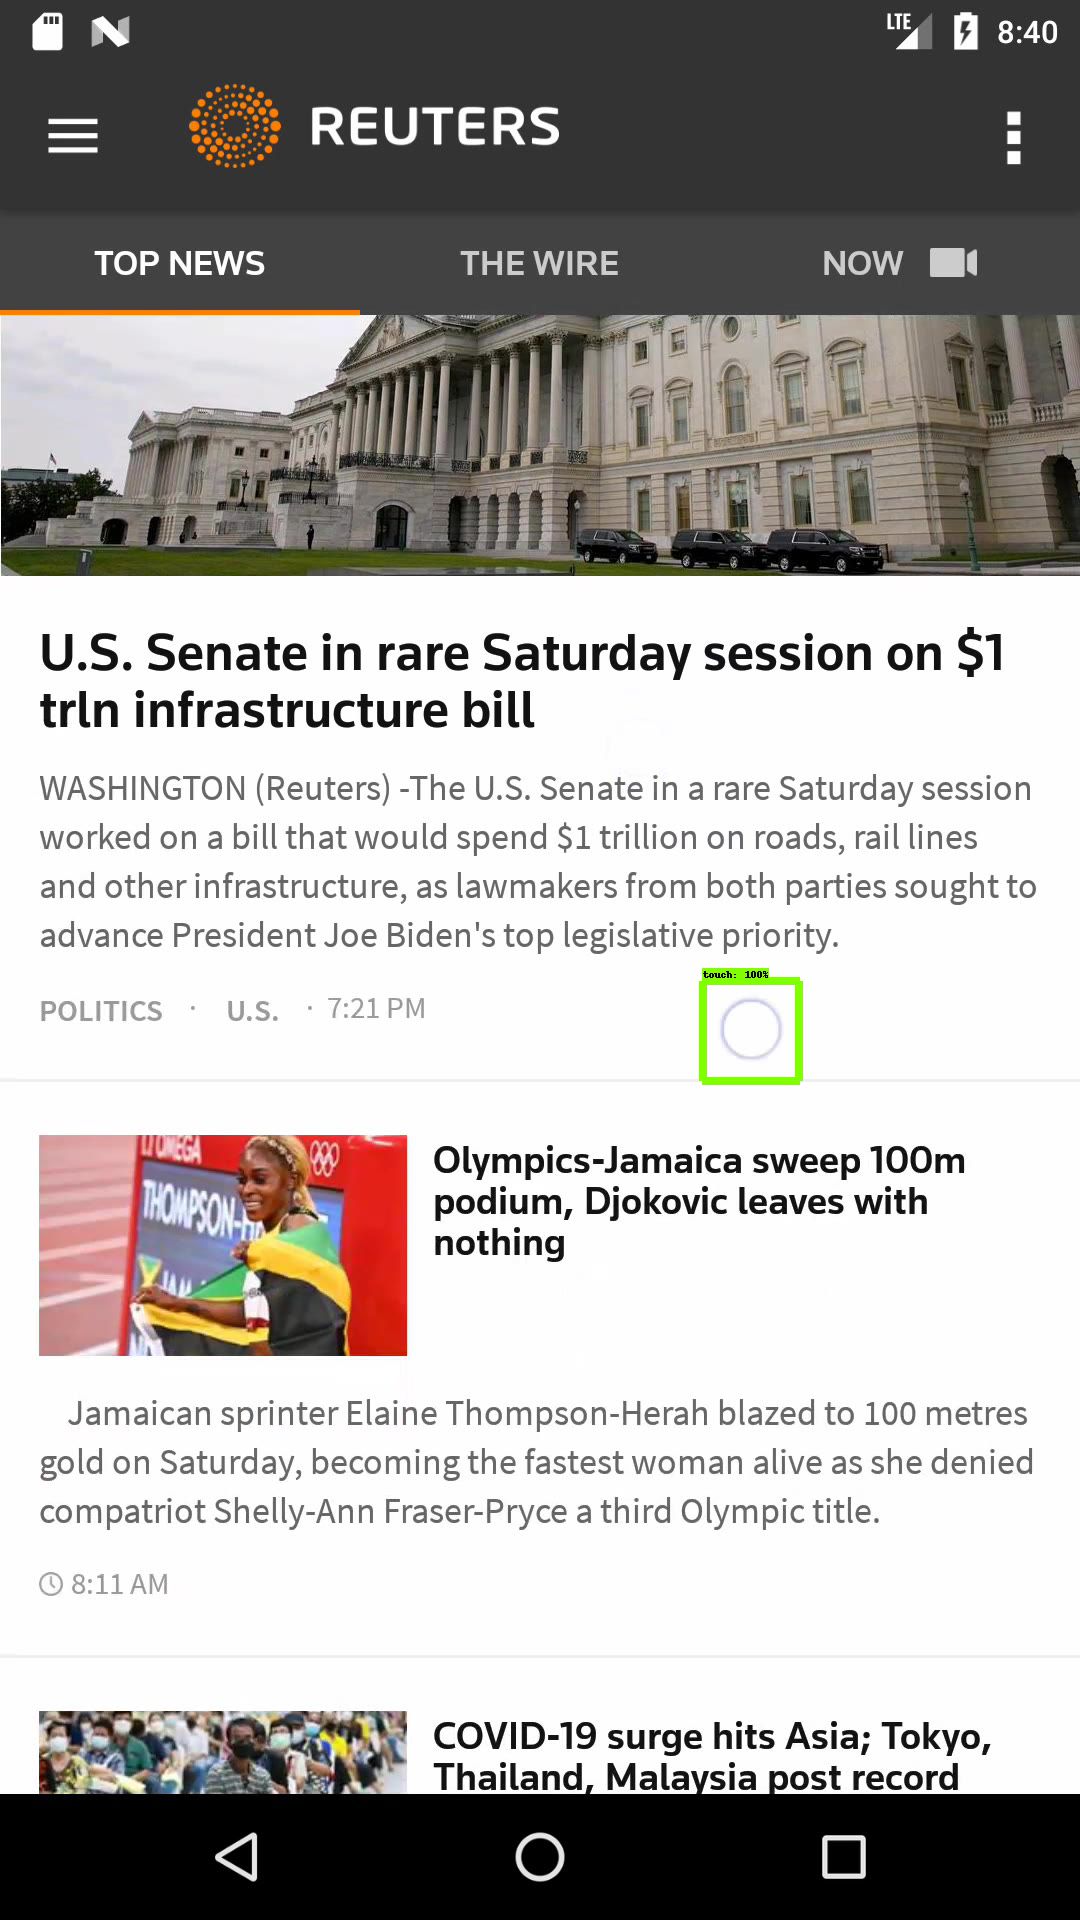 LTE 8:40
REUTERS
TOP NEWS THE WIRE NOW
U.S. Senate in rare Saturday session on $1
trln infrastructure bill
WASHINGTON (Reuters) -The U.S. Senate in a rare Saturday session
worked on a bill that would spend $1 trillion on roads, rail lines
and other infrastructure, as lawmakers from both parties sought to
advance President Joe Biden's top legislative priority.
touch: 100%
POLITICS · U.S. · 7:21 PM
OMEGA
THOMPSON-HE
JAM
Olympics-Jamaica sweep 100m
podium, Djokovic leaves with
nothing
Jamaican sprinter Elaine Thompson-Herah blazed to 100 metres
gold on Saturday, becoming the fastest woman alive as she denied
compatriot Shelly-Ann Fraser-Pryce a third Olympic title.
8:11 AM
COVID-19 surge hits Asia; Tokyo,
Thailand, Malaysia post record